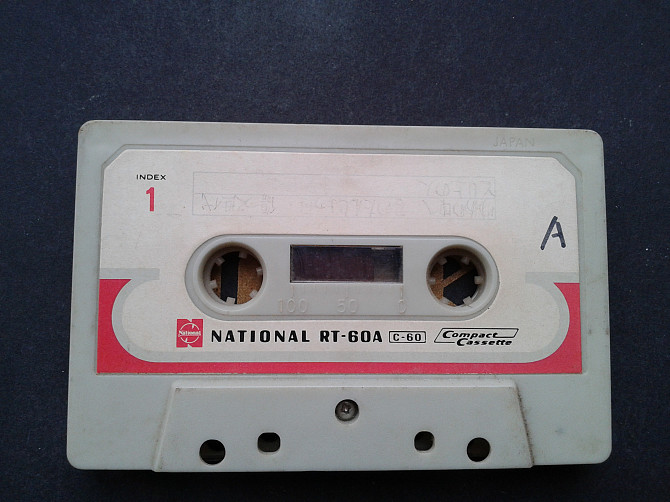 JAPAN
INDEX
1
A
100 50 0
National NATIONAL RT-60A C-60 Compact Cassette